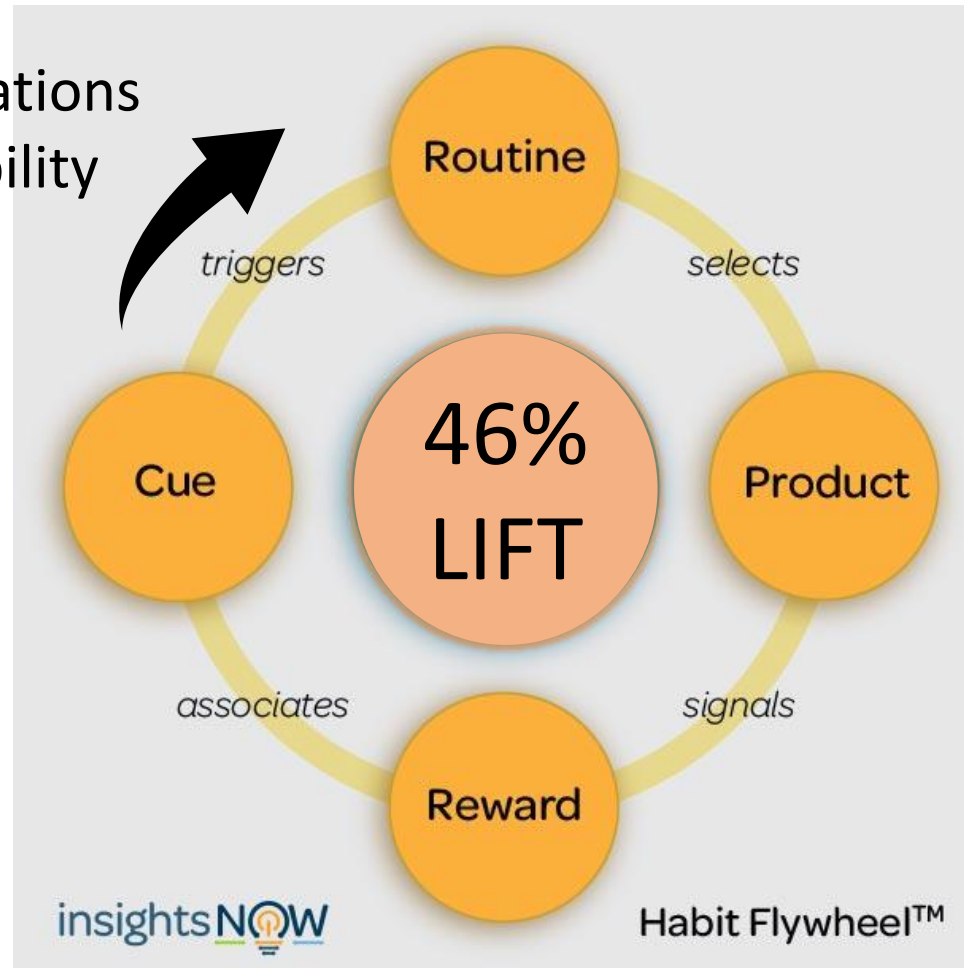 Routine
triggers
selects
Cue
46%
LIFT
Product
associates
signals
Reward
insightsNOW
Habit Flywheel™